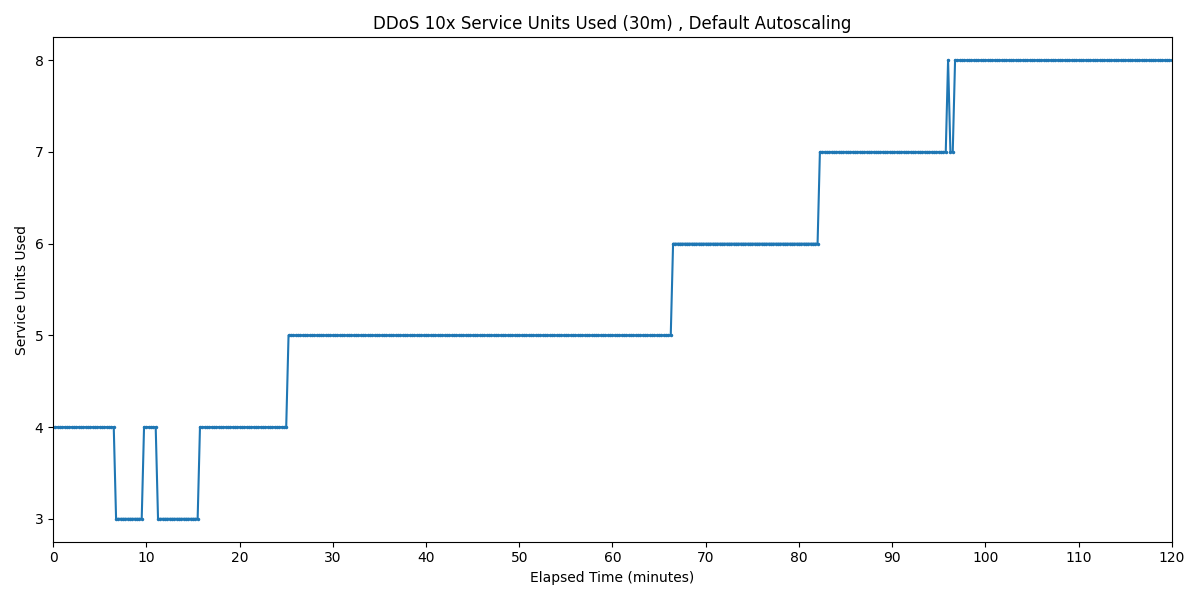 DDoS 10x Service Units Used (30m) , Default Autoscaling
8
7
6
5
4
3
Service Units Used
0 10 20 30 40 50 60 70 80 90 100 110 120
Elapsed Time (minutes)